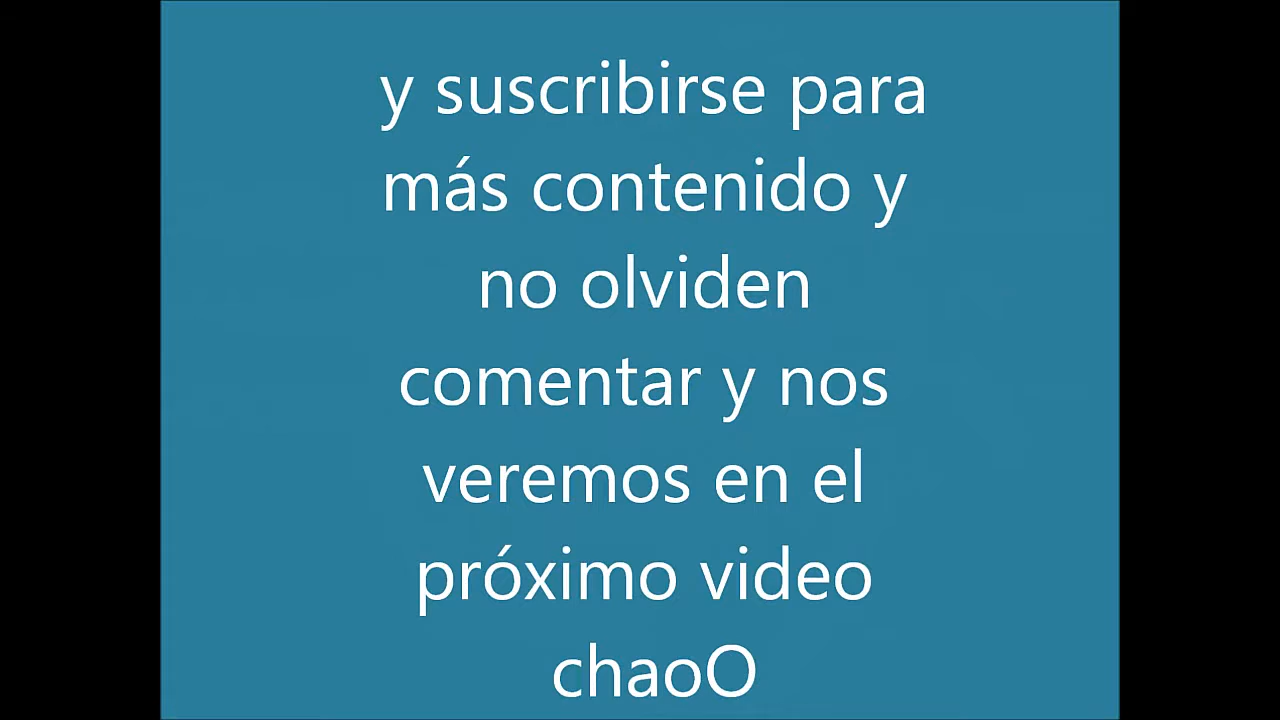 y suscribirse para
más contenido y
no olviden
comentar y nos
veremos en el
próximo video
chaoO